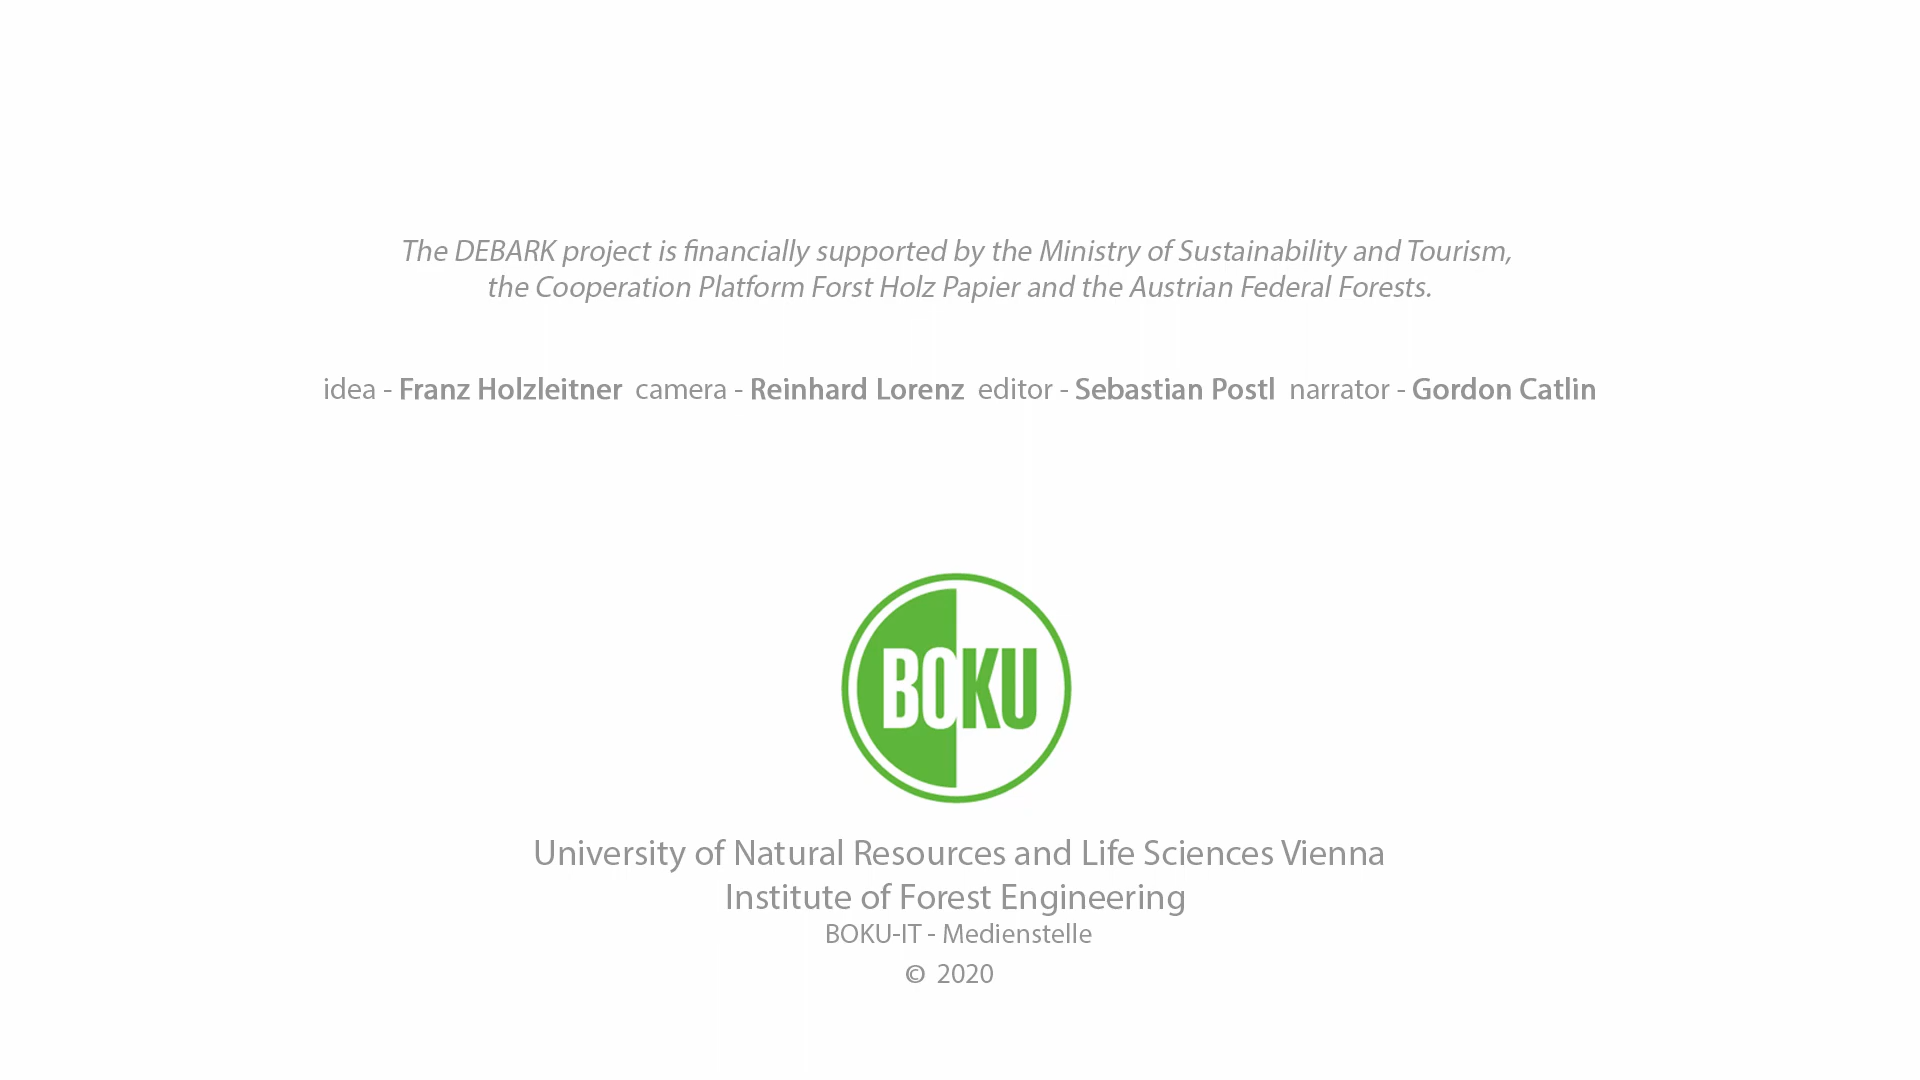 The DEBARK project is financially supported by the Ministry of Sustainability and Tourism,
the Cooperation Platform Forst Holz Papier and the Austrian Federal Forests.
idea - Franz Holzleitner camera - Reinhard Lorenz editor - Sebastian Postl narrator - Gordon Catlin
BOKU
University of Natural Resources and Life Sciences Vienna
Institute of Forest Engineering
BOKU-IT - Medienstelle
© 2020